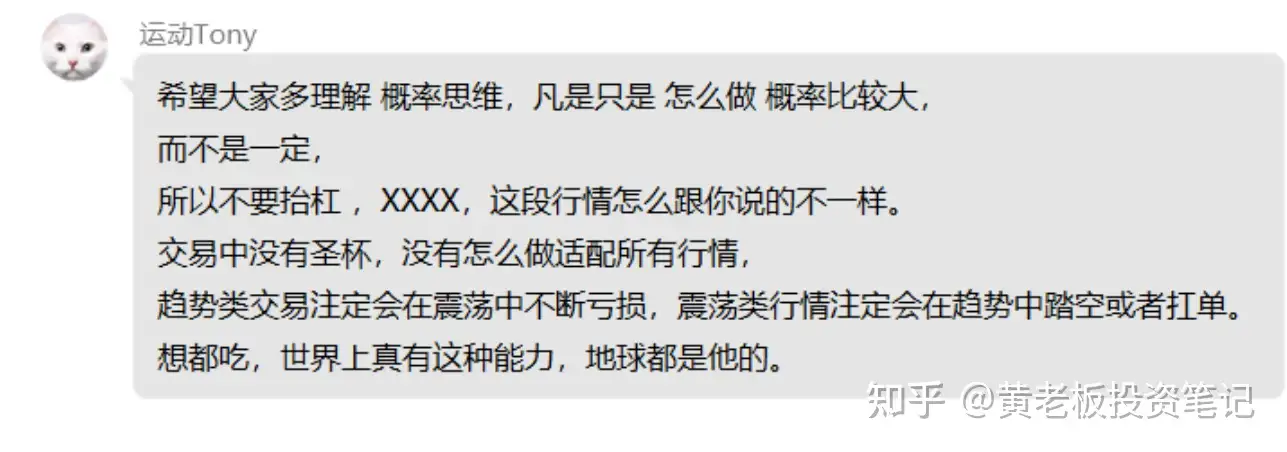 运动Tony
希望大家多理解 概率思维，凡是只是 怎么做 概率比较大，
而不是一定，
所以不要抬杠 ，XXXX，这段行情怎么跟你说的不一样。
交易中没有圣杯，没有怎么做适配所有行情，
趋势类交易注定会在震荡中不断亏损，震荡类行情注定会在趋势中踏空或者扛单。
想都吃，世界上真有这种能力，地球都是他的。
知乎 @黄老板投资笔记